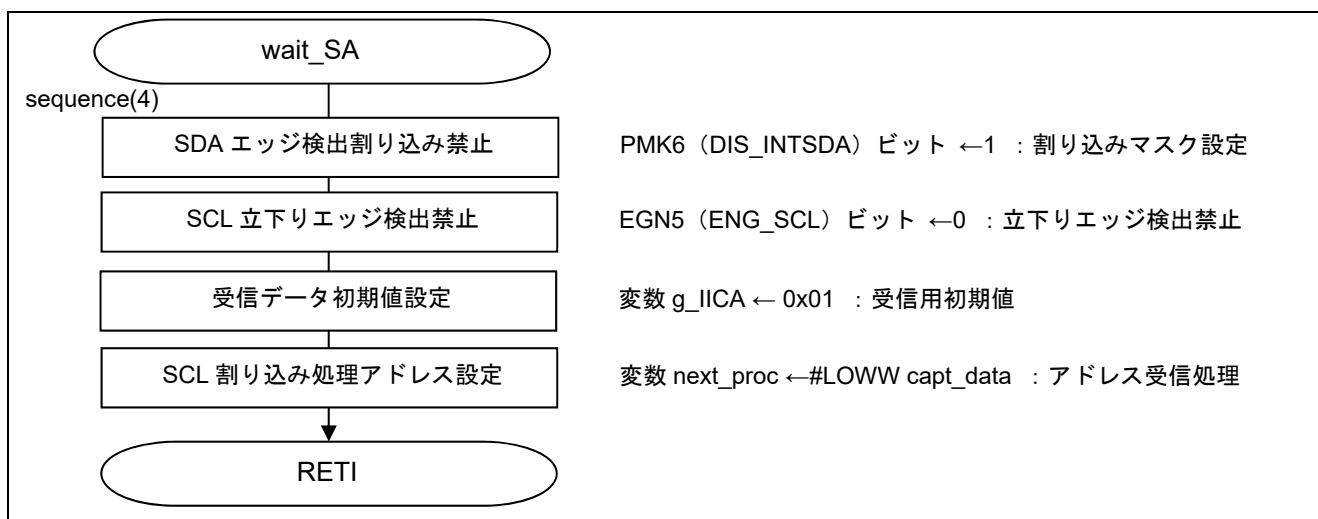 wait_SA
sequence(4)
SDA エッジ検出割り込み禁止 PMK6（DIS_INTSDA）ビット ←1 ：割り込みマスク設定
SCL 立下りエッジ検出禁止 EGN5（ENG_SCL）ビット ←0 ：立下りエッジ検出禁止
受信データ初期値設定 変数 g_IICA ← 0x01 ：受信用初期値
SCL 割り込み処理アドレス設定 変数 next_proc ←#LOWW capt_data ：アドレス受信処理
RETI